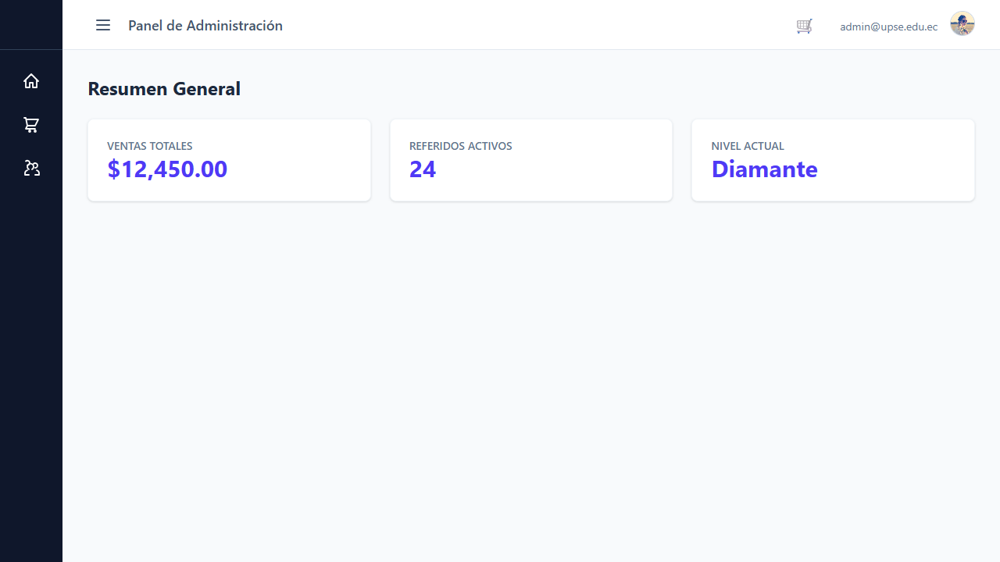 Panel de Administración
admin@upse.edu.ec
Resumen General
VENTAS TOTALES
$12,450.00
REFERIDOS ACTIVOS
24
NIVEL ACTUAL
Diamante